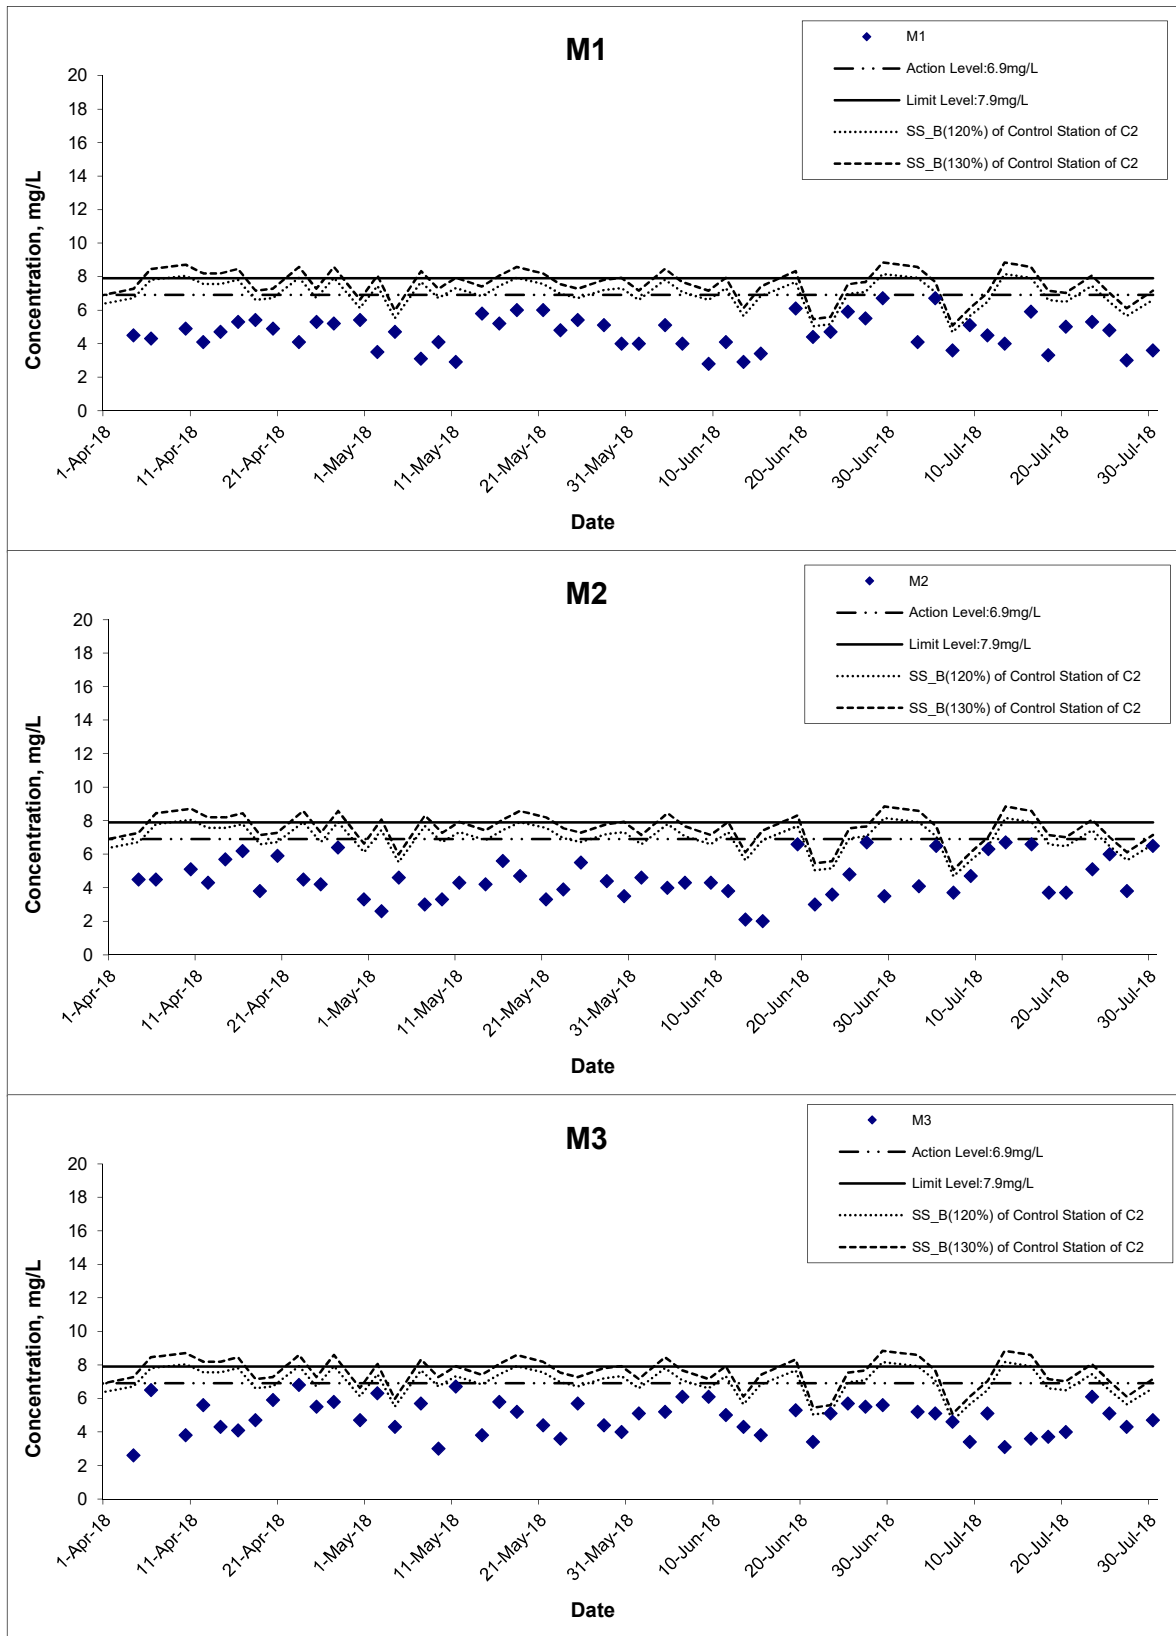 M1
M1
Action Level:6.9mg/L
Limit Level:7.9mg/L
SS_B(120%) of Control Station of C2
SS_B(130%) of Control Station of C2
Concentration, mg/L
20
18
16
14
12
10
8
6
4
2
0
1-Apr-18
11-Apr-18
21-Apr-18
1-May-18
11-May-18
21-May-18
31-May-18
10-Jun-18
20-Jun-18
30-Jun-18
10-Jul-18
20-Jul-18
30-Jul-18
Date
M2
M2
Action Level:6.9mg/L
Limit Level:7.9mg/L
SS_B(120%) of Control Station of C2
SS_B(130%) of Control Station of C2
Concentration, mg/L
20
18
16
14
12
10
8
6
4
2
0
1-Apr-18
11-Apr-18
21-Apr-18
1-May-18
11-May-18
21-May-18
31-May-18
10-Jun-18
20-Jun-18
30-Jun-18
10-Jul-18
20-Jul-18
30-Jul-18
Date
M3
M3
Action Level:6.9mg/L
Limit Level:7.9mg/L
SS_B(120%) of Control Station of C2
SS_B(130%) of Control Station of C2
Concentration, mg/L
20
18
16
14
12
10
8
6
4
2
0
1-Apr-18
11-Apr-18
21-Apr-18
1-May-18
11-May-18
21-May-18
31-May-18
10-Jun-18
20-Jun-18
30-Jun-18
10-Jul-18
20-Jul-18
30-Jul-18
Date